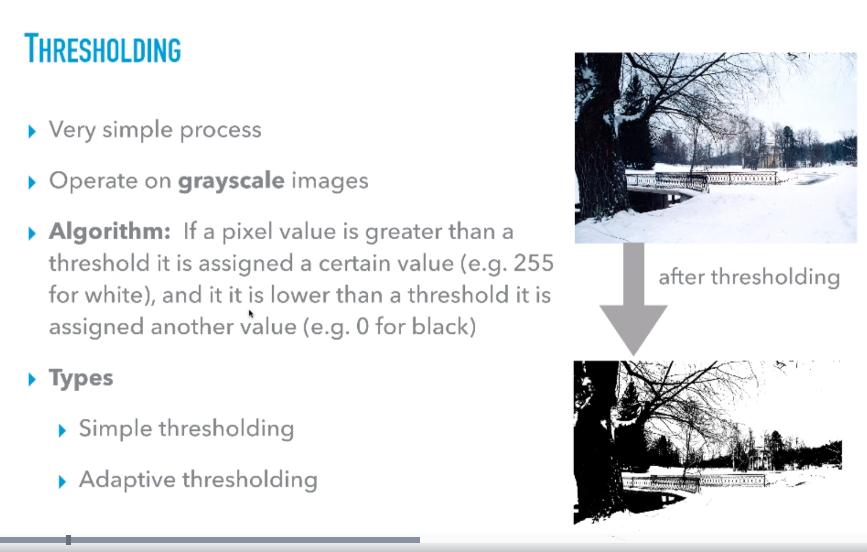 THRESHOLDING
Very simple process
Operate on grayscale images
Algorithm: If a pixel value is greater than a
threshold it is assigned a certain value (e.g. 255
for white), and it it is lower than a threshold it is
assigned another value (e.g. 0 for black)
Types
Simple thresholding
Adaptive thresholding
after thresholding